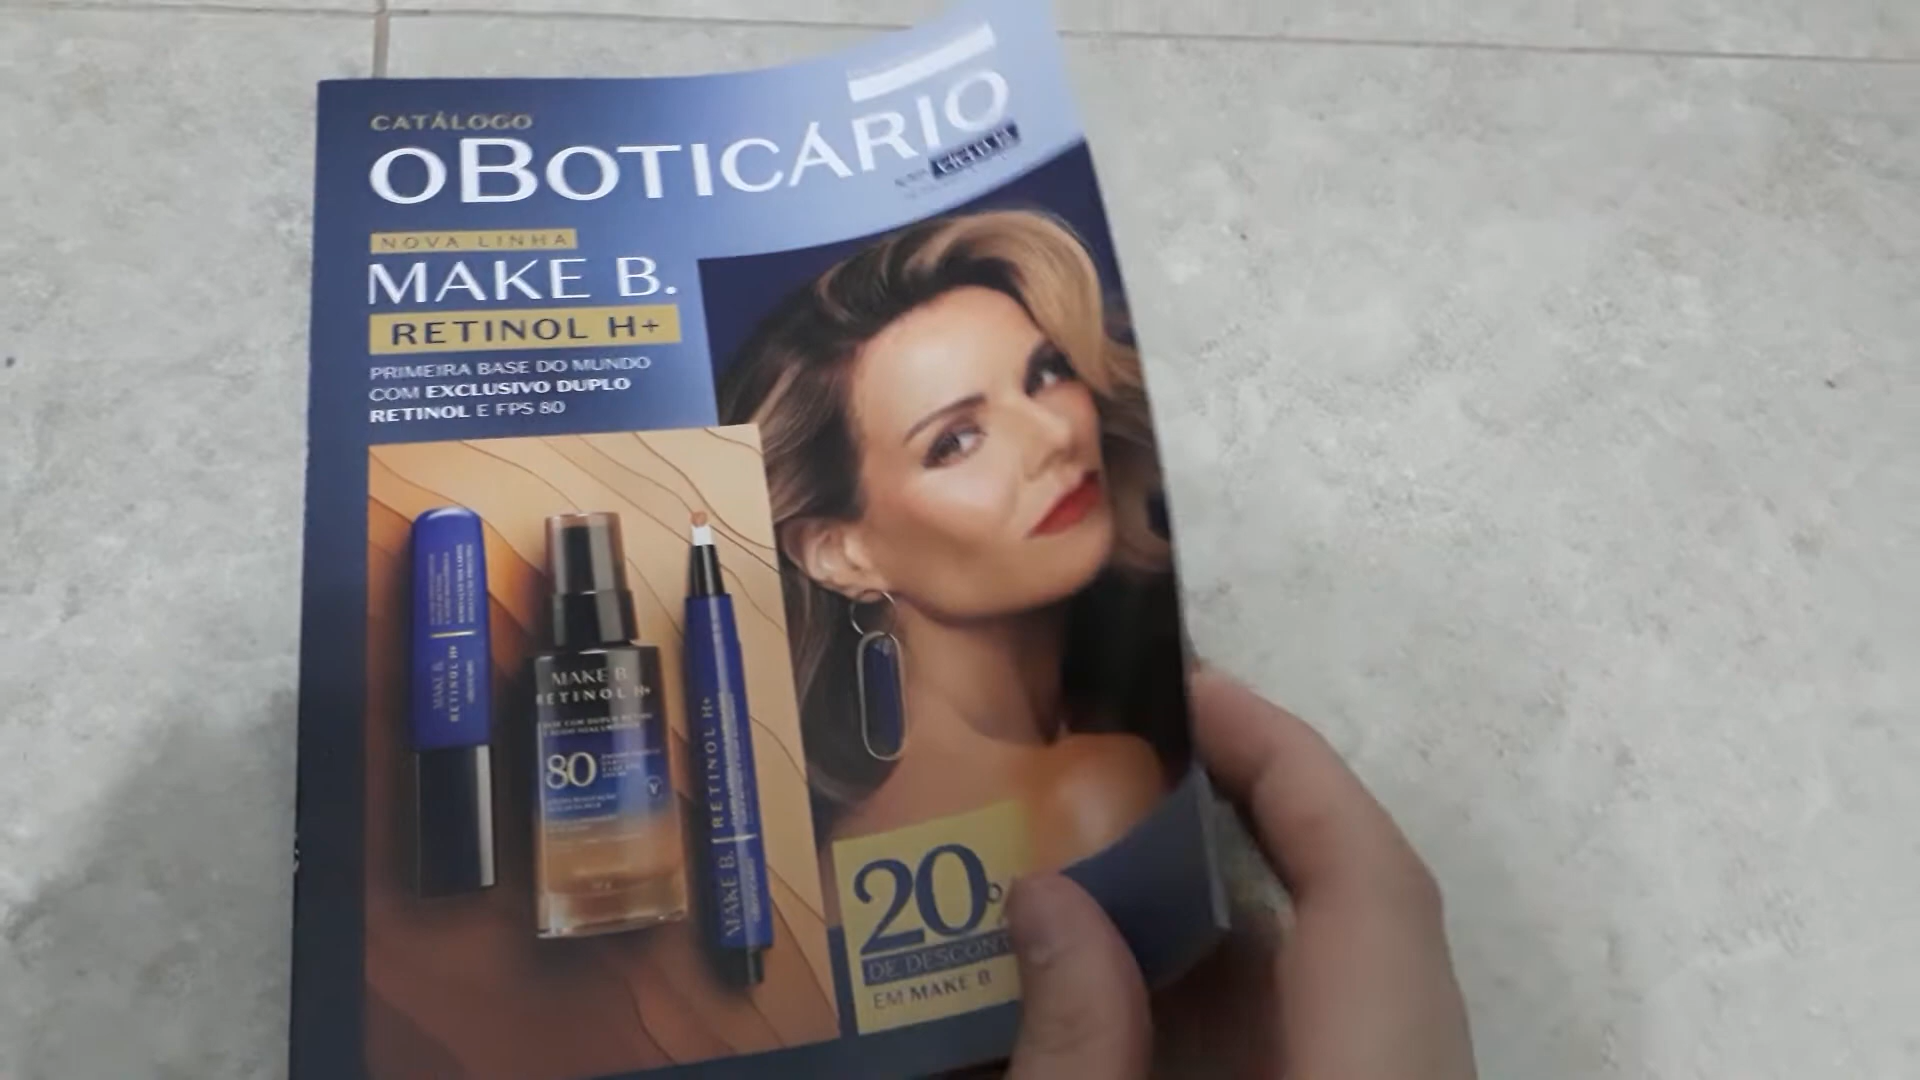 CATÁLOGO
OBOTICÁRIO
NOVA LINHA
MAKE B.
RETINOL H+
PRIMEIRA BASE DO MUNDO
COM EXCLUSIVO DUPLO
RETINOL E FPS 80
MAKE B.
RETINOL H+
MAKE B.
RETINOL H+
80
MAKE B. | RETINOL H+
20%
DE DESCON
EM MAKE B